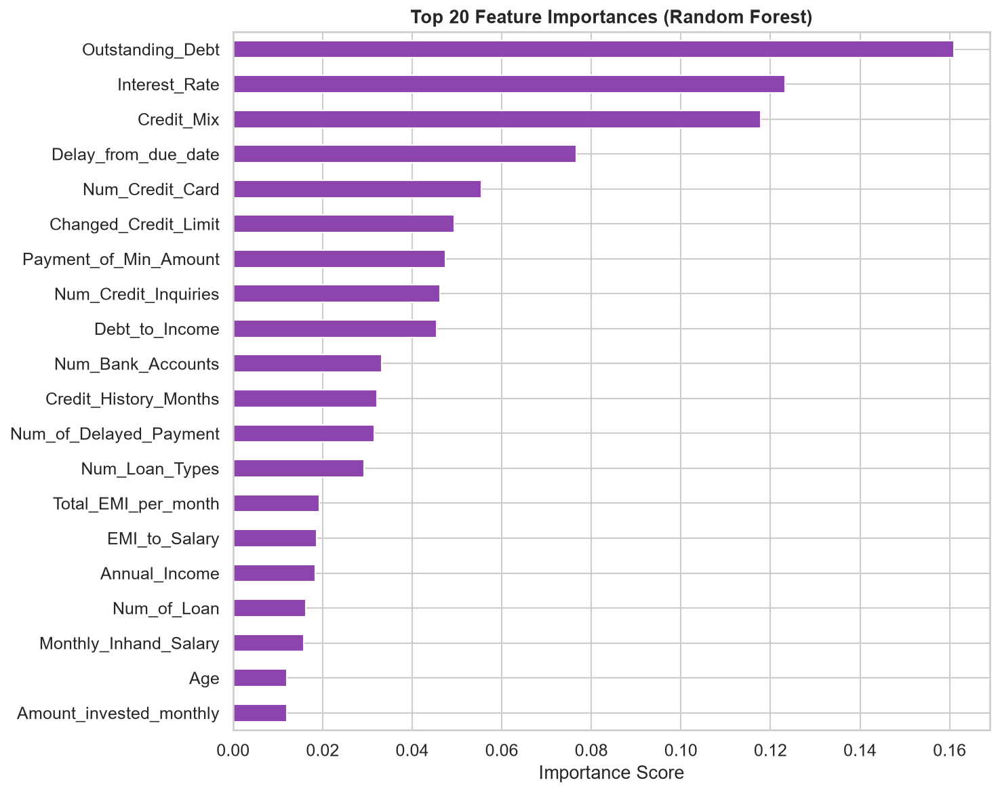 Top 20 Feature Importances (Random Forest)
Outstanding_Debt
Interest_Rate
Credit_Mix
Delay_from_due_date
Num_Credit_Card
Changed_Credit_Limit
Payment_of_Min_Amount
Num_Credit_Inquiries
Debt_to_Income
Num_Bank_Accounts
Credit_History_Months
Num_of_Delayed_Payment
Num_Loan_Types
Total_EMI_per_month
EMI_to_Salary
Annual_Income
Num_of_Loan
Monthly_Inhand_Salary
Age
Amount_invested_monthly
0.00 0.02 0.04 0.06 0.08 0.10 0.12 0.14 0.16
Importance Score